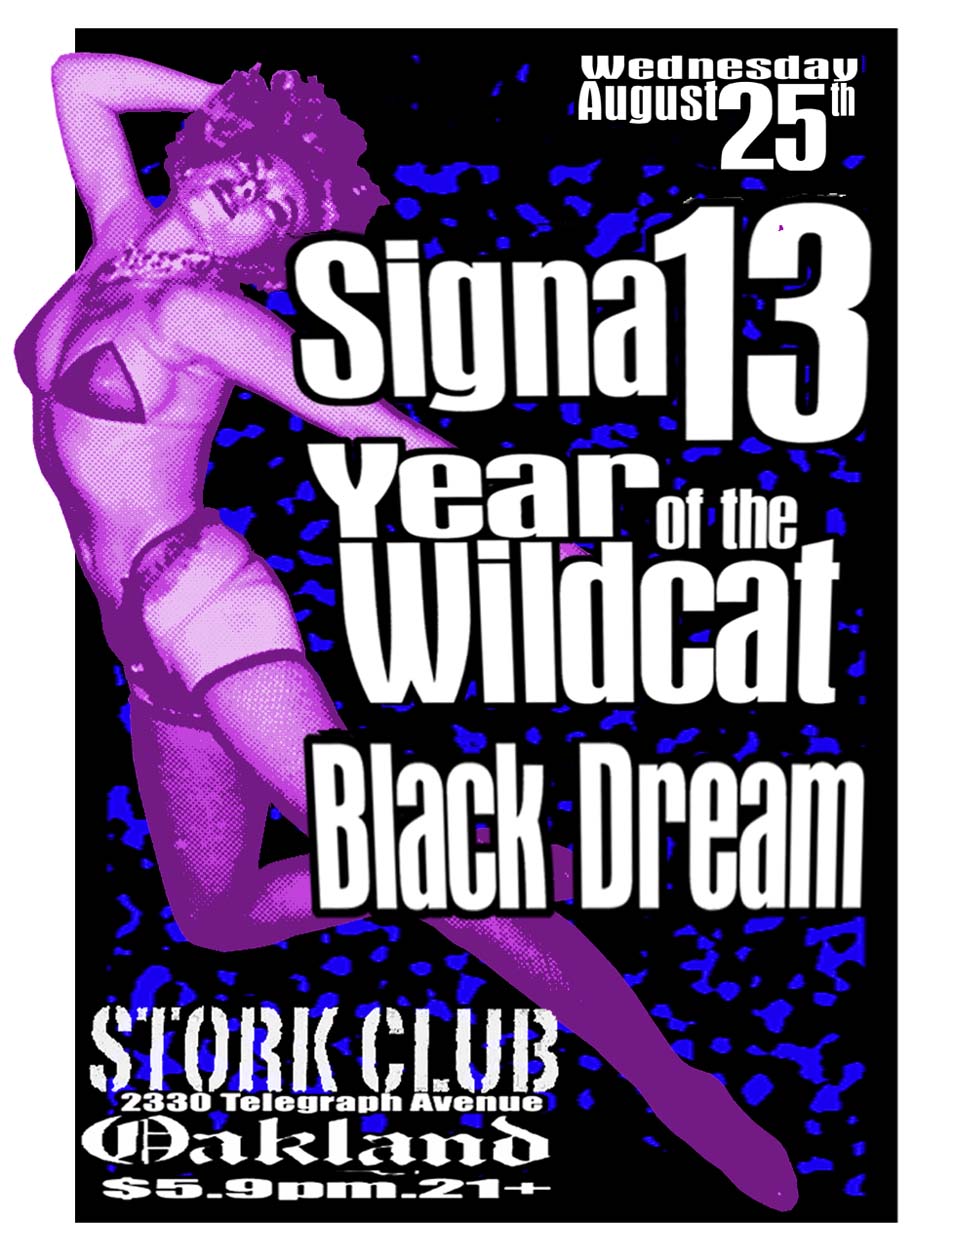 Wednesday
August 25th
Signa13
Year of the
Wildcat
Black Dream
STORK CLUB
2330 Telegraph Avenue
Oakland
$5.9pm.21+